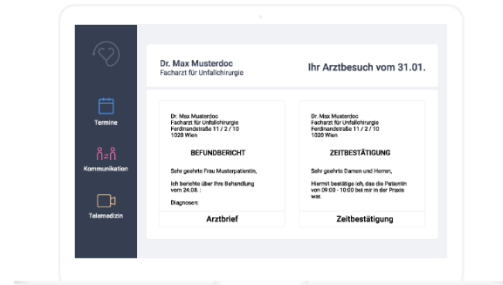 Dr. Max Musterdoc
Facharzt für Unfallchirurgie
Ihr Arztbesuch vom 31.01.
Termine
Kommunikation
Telemedizin
Dr. Max Musterdoc
Facharzt für Unfallchirurgie
Ferdinandstraße 11 / 2 / 10
1020 Wien
BEFUNDBERICHT
Sehr geehrte Frau Musterpatientin,
ich berichte über Ihre Behandlung
vom 24.08. :
Diagnosen:
Arztbrief
Dr. Max Musterdoc
Facharzt für Unfallchirurgie
Ferdinandstraße 11 / 2 / 10
1020 Wien
ZEITBESTÄTIGUNG
Sehr geehrte Damen und Herren,
Hiermit bestätige ich, das die Patientin
von 09:00 - 10:00 bei mir in der Praxis
war.
Zeitbestätigung